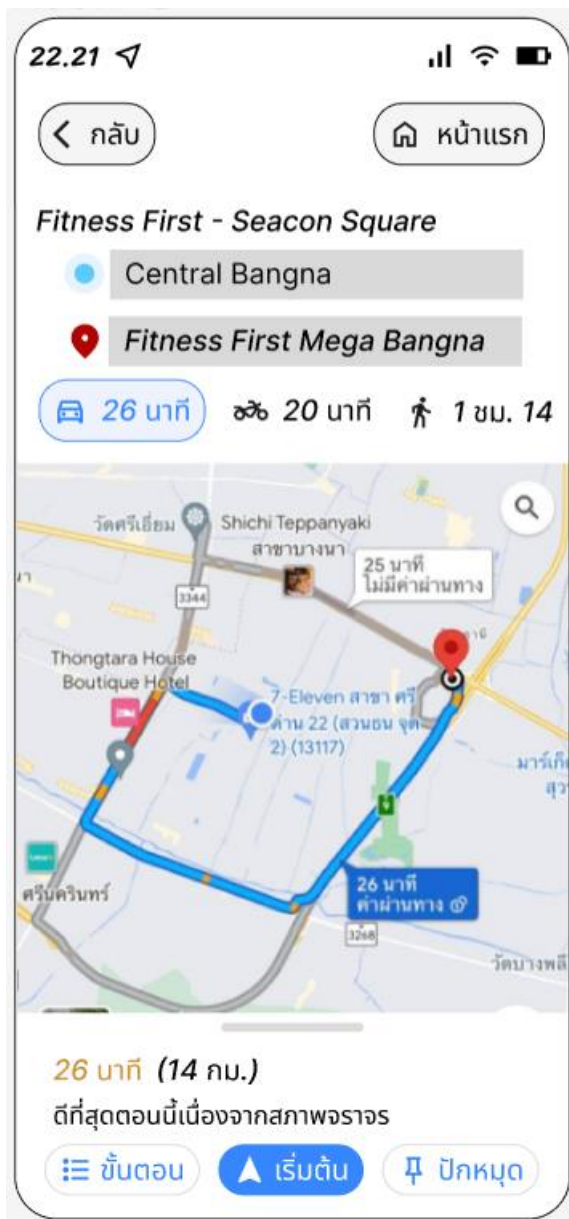 22.21
กลับ
หน้าแรก
Fitness First - Seacon Square
Central Bangna
Fitness First Mega Bangna
26 นาที
20 นาที
1 ชม. 14
วัดศรีเอี่ยม
Shichi Teppanyaki
สาขาบางนา
25 นาที
ไม่มีค่าผ่านทาง
3344
Thongtara House
Boutique Hotel
7-Eleven สาขา ศรี
ด่าน 22 (สวนธน จุด
2) (13117)
มาร์เก็
สุว
ศรีนครินทร์
26 นาที
ค่าผ่านทาง
3268
วัดบางพลี
26 นาที (14 กม.)
ดีที่สุดตอนนี้เนื่องจากสภาพจราจร
ขั้นตอน
เริ่มต้น
ปักหมุด